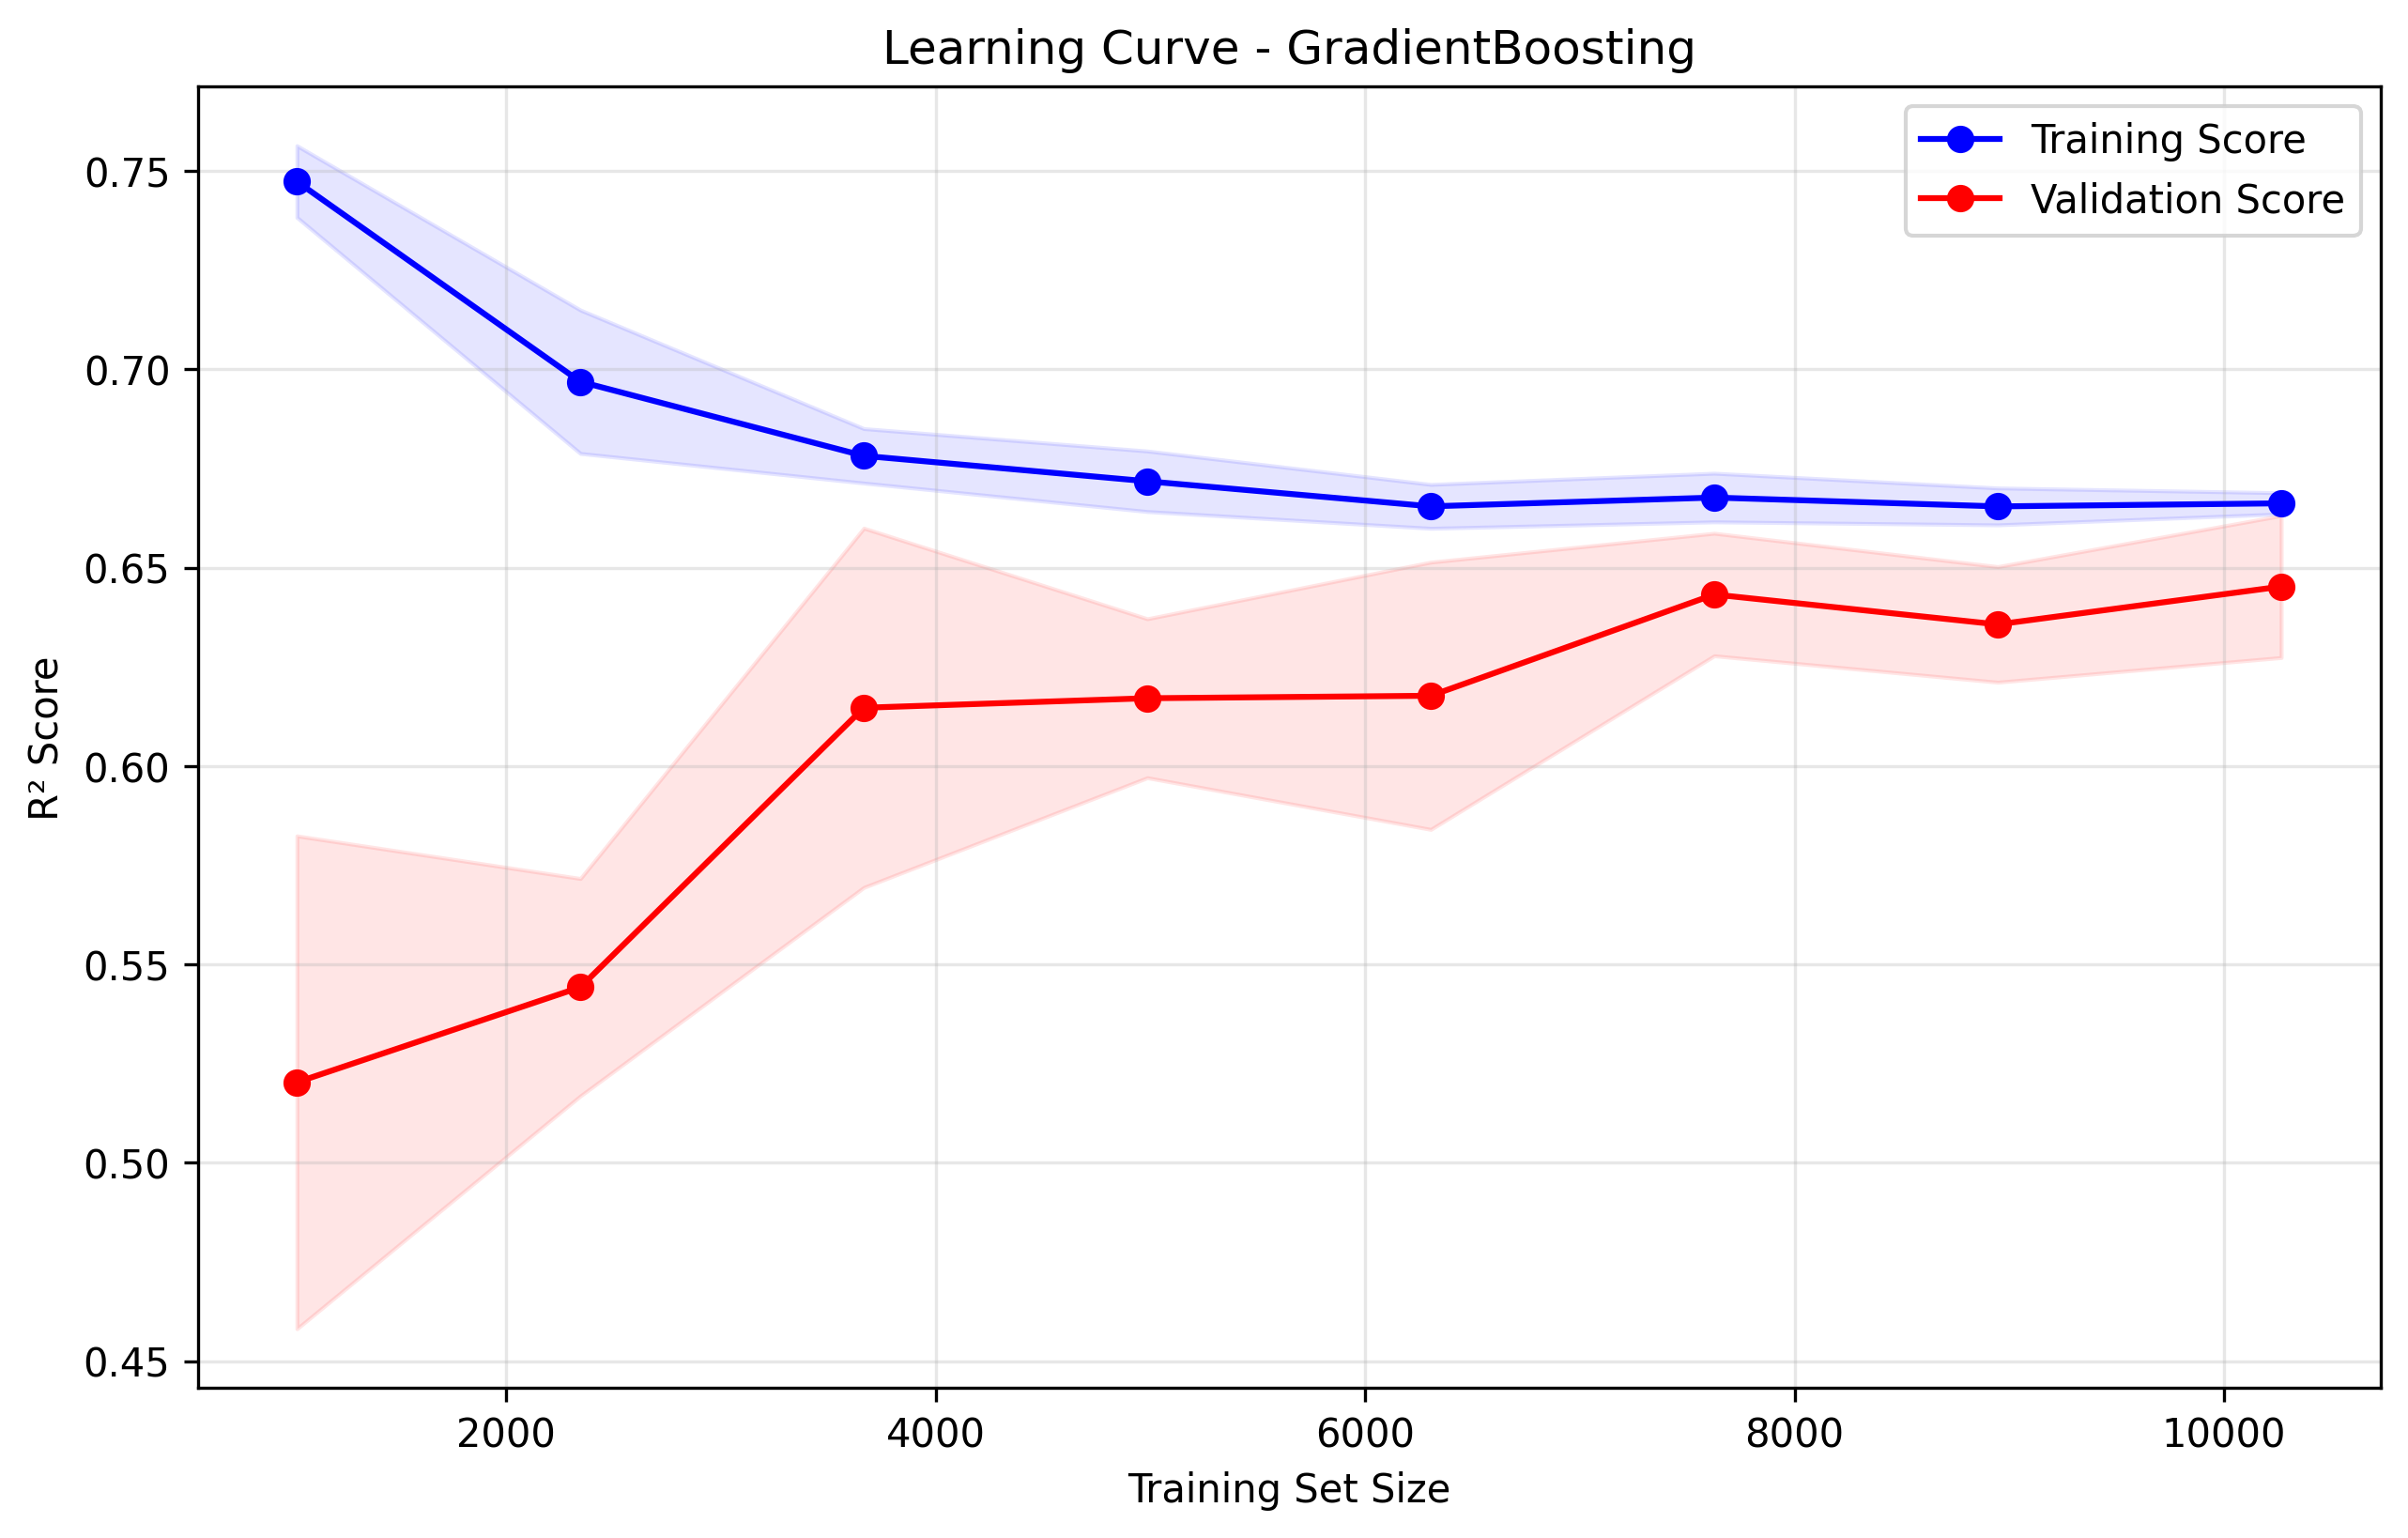 Learning Curve - GradientBoosting
Training Score
Validation Score
R² Score
0.75
0.70
0.65
0.60
0.55
0.50
0.45
2000
4000
6000
8000
10000
Training Set Size